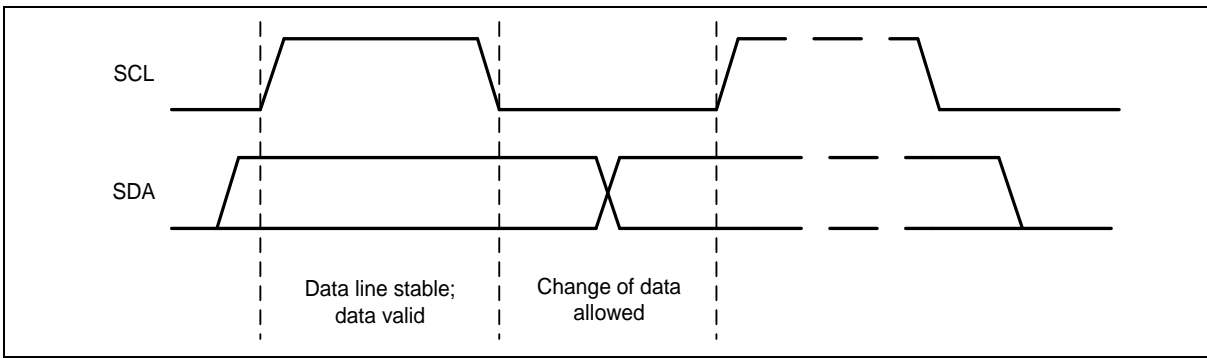 SCL
SDA
Data line stable;
data valid
Change of data
allowed